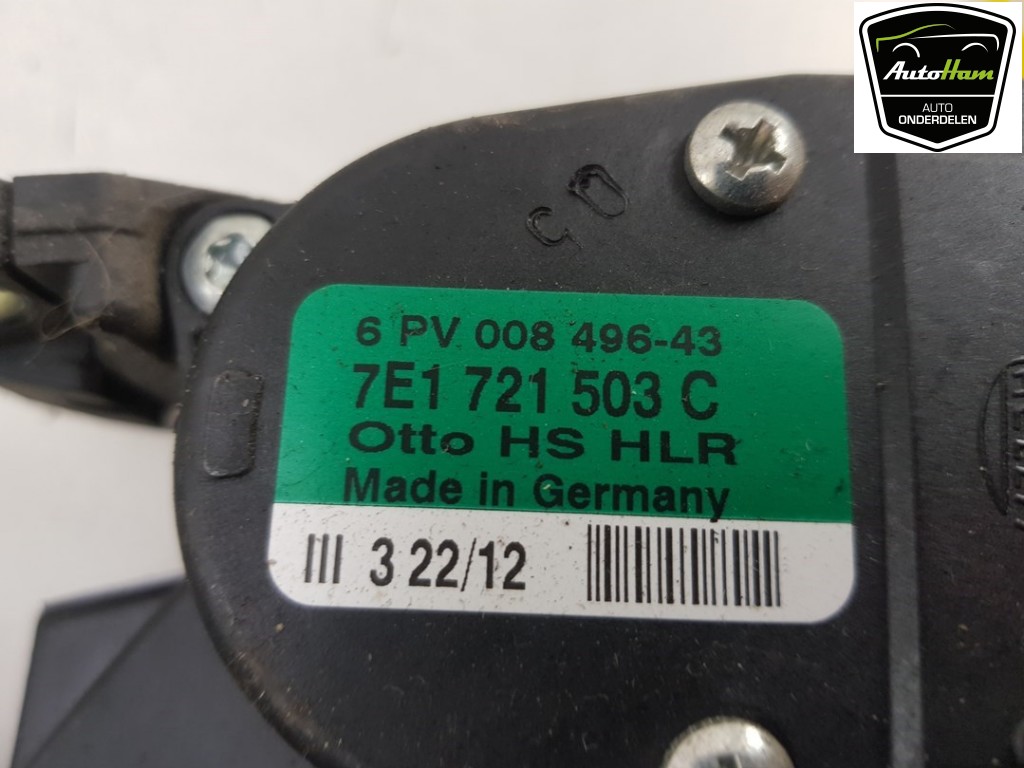 AutoHam
AUTO
ONDERDELEN
6 PV 008 496-43
7E1 721 503 C
Otto HS HLR
Made in Germany
3 22/12